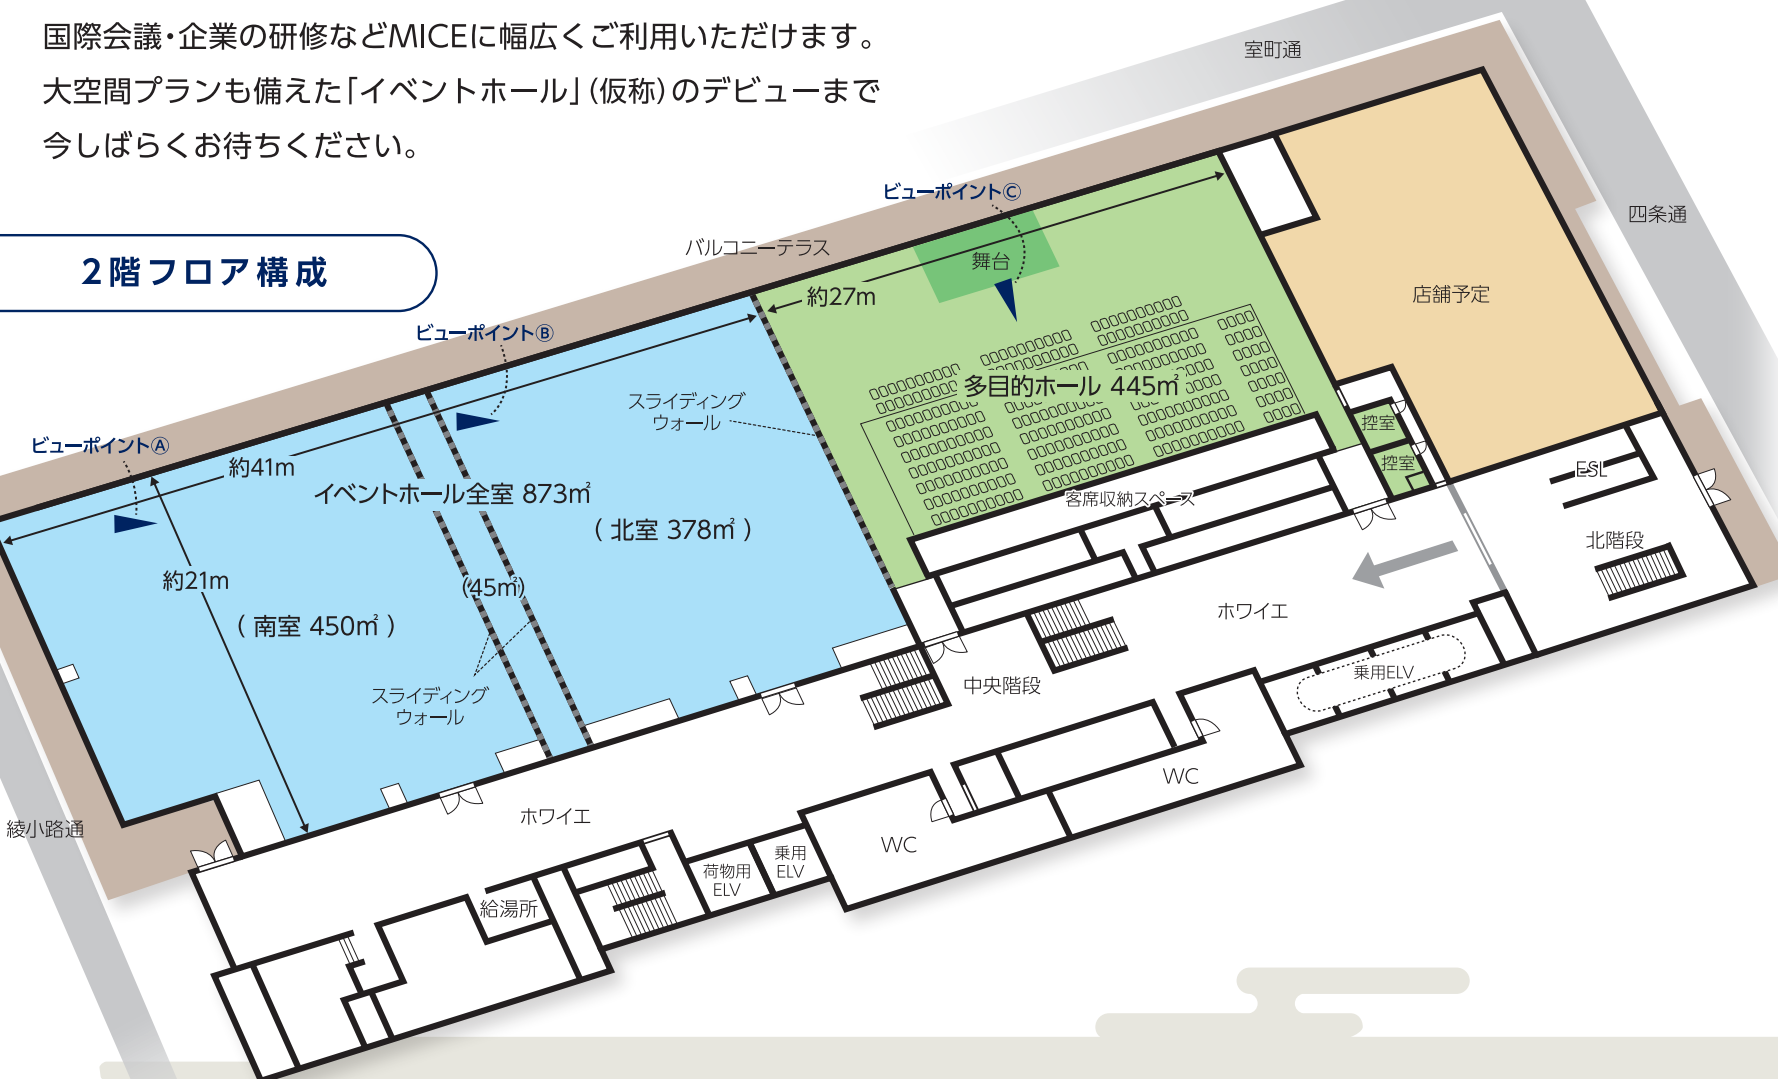 国際会議・企業の研修などMICEに幅広くご利用いただけます。
大空間プランも備えた「イベントホール」(仮称)のデビューまで
今しばらくお待ちください。
室町通
四条通
2階フロア構成
ビューポイントⒸ
バルコニーテラス
舞台
約27m
店舗予定
ビューポイントⒷ
スライディング
ウォール
多目的ホール 445㎡
控室
控室
ビューポイントⒶ
約41m
イベントホール全室 873㎡
( 北室 378㎡ )
客席収納スペース
ESL
北階段
約21m
(45㎡)
( 南室 450㎡ )
ホワイエ
スライディング
ウォール
中央階段
乗用ELV
綾小路通
ホワイエ
WC
WC
荷物用
ELV
乗用
ELV
給湯所